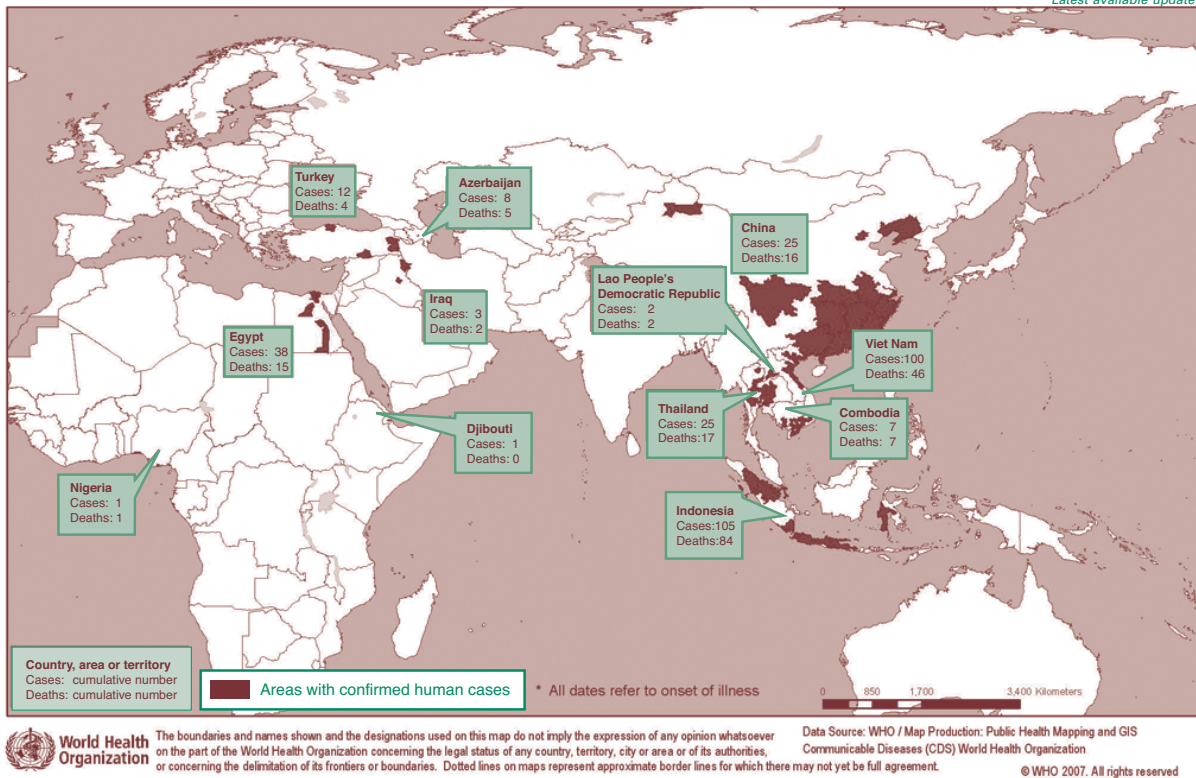 Latest available update
Turkey
Cases: 12
Deaths: 4
Azerbaijan
Cases: 8
Deaths: 5
China
Cases: 25
Deaths:16
Lao People's
Democratic Republic
Cases: 2
Deaths: 2
Iraq
Cases: 3
Deaths: 2
Egypt
Cases: 38
Deaths: 15
Viet Nam
Cases:100
Deaths: 46
Thailand
Cases: 25
Deaths:17
Combodia
Cases: 7
Deaths: 7
Djibouti
Cases: 1
Deaths: 0
Nigeria
Cases: 1
Deaths: 1
Indonesia
Cases:105
Deaths:84
Country, area or territory
Cases: cumulative number
Deaths: cumulative number
Areas with confirmed human cases
* All dates refer to onset of illness
0 850 1,700 3,400 Kilometers
World Health
Organization
The boundaries and names shown and the designations used on this map do not imply the expression of any opinion whatsoever
on the part of the World Health Organization concerning the legal status of any country, territory, city or area or of its authorities,
or concerning the delimitation of its frontiers or boundaries. Dotted lines on maps represent approximate border lines for which there may not yet be full agreement.
Data Source: WHO / Map Production: Public Health Mapping and GIS
Communicable Diseases (CDS) World Health Organization
© WHO 2007. All rights reserved